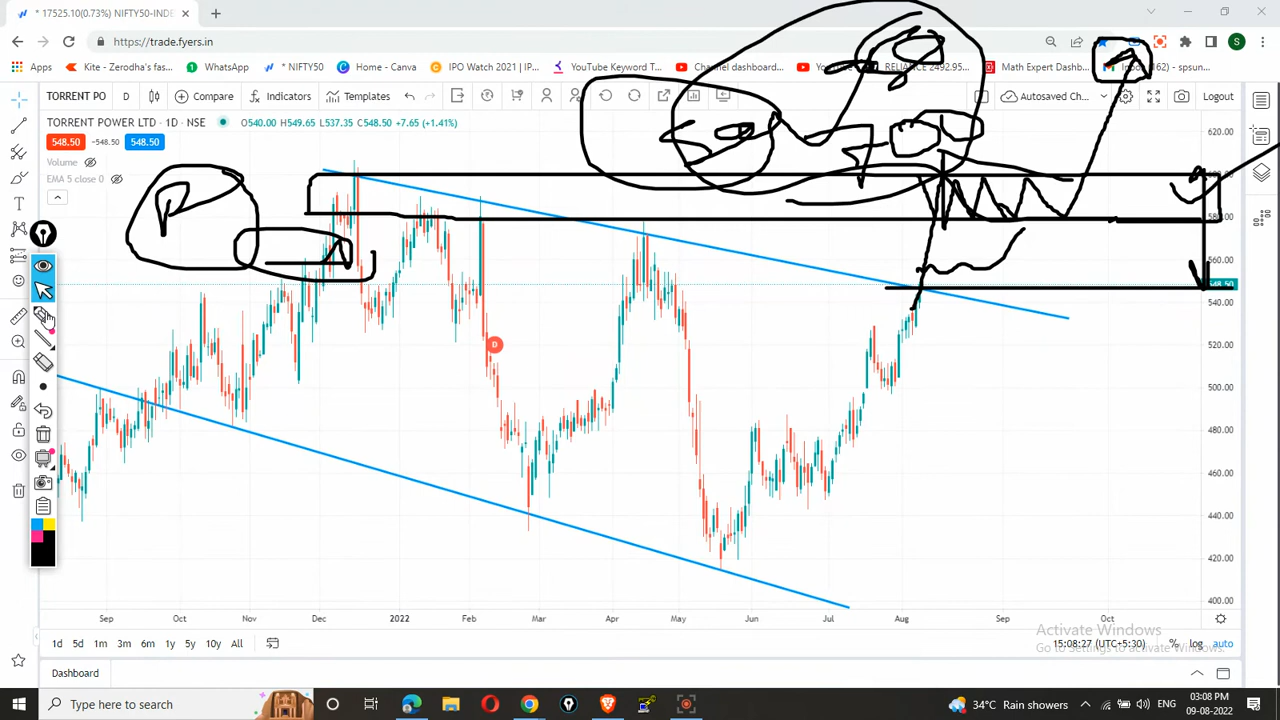 * 17525.10(0.73%) NIFTY50-INDE
https://trade.fyers.in
S
Apps
Kite - Zerodha's fl...
WhatsApp
* NIFTY50
Home - Canva
IPO Watch 2021 | IP...
YouTube Keyword T...
Channel dashboard...
RELIANCE 2492.95...
Math Expert Dash...
Inbox (162) - spsun...
TORRENT PO
D
Compare
Indicators
Templates
Autosaved Ch...
Logout
TORRENT POWER LTD · 1D · NSE
O540.00 H549.65 L537.35 C548.50 +7.65 (+1.41%)
548.50
−548.50
548.50
Volume
EMA 5 close 0
D
620.00
560.00
548.50
540.00
520.00
500.00
480.00
460.00
440.00
420.00
400.00
Sep
Oct
Nov
Dec
2022
Feb
Mar
Apr
May
Jun
Jul
Aug
Sep
Oct
1d
5d
1m
3m
6m
1y
5y
10y
All
15:08:27 (UTC+5:30)
%
log
auto
Activate Windows
Go to Settings to activate Windows.
Dashboard
Type here to search
34°C Rain showers
ENG
03:08 PM
09-08-2022